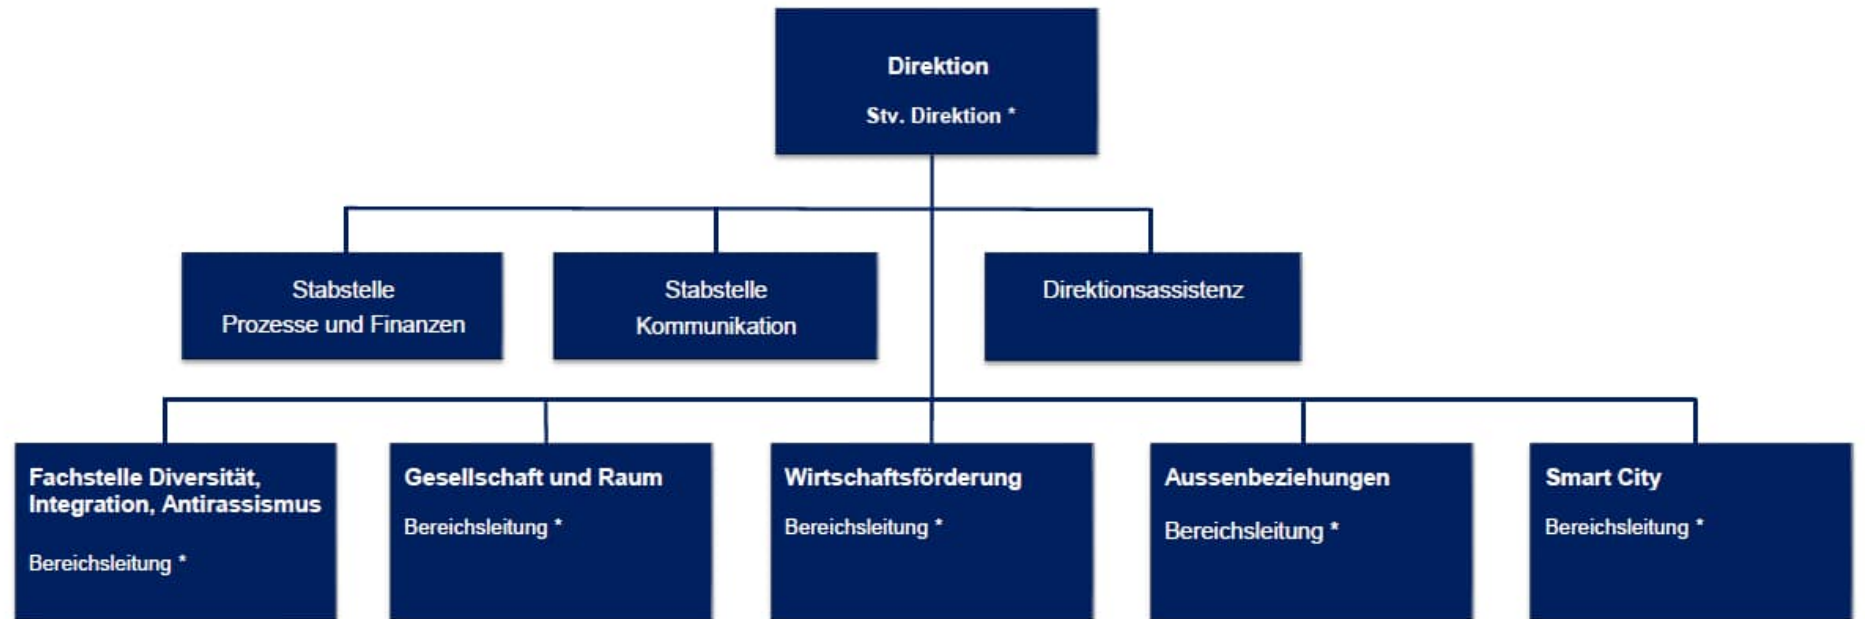 Direktion
Stv. Direktion *
Stabstelle
Prozesse und Finanzen
Stabstelle
Kommunikation
Direktionsassistenz
Fachstelle Diversität,
Integration, Antirassismus
Bereichsleitung *
Gesellschaft und Raum
Bereichsleitung *
Wirtschaftsförderung
Bereichsleitung *
Aussenbeziehungen
Bereichsleitung *
Smart City
Bereichsleitung *